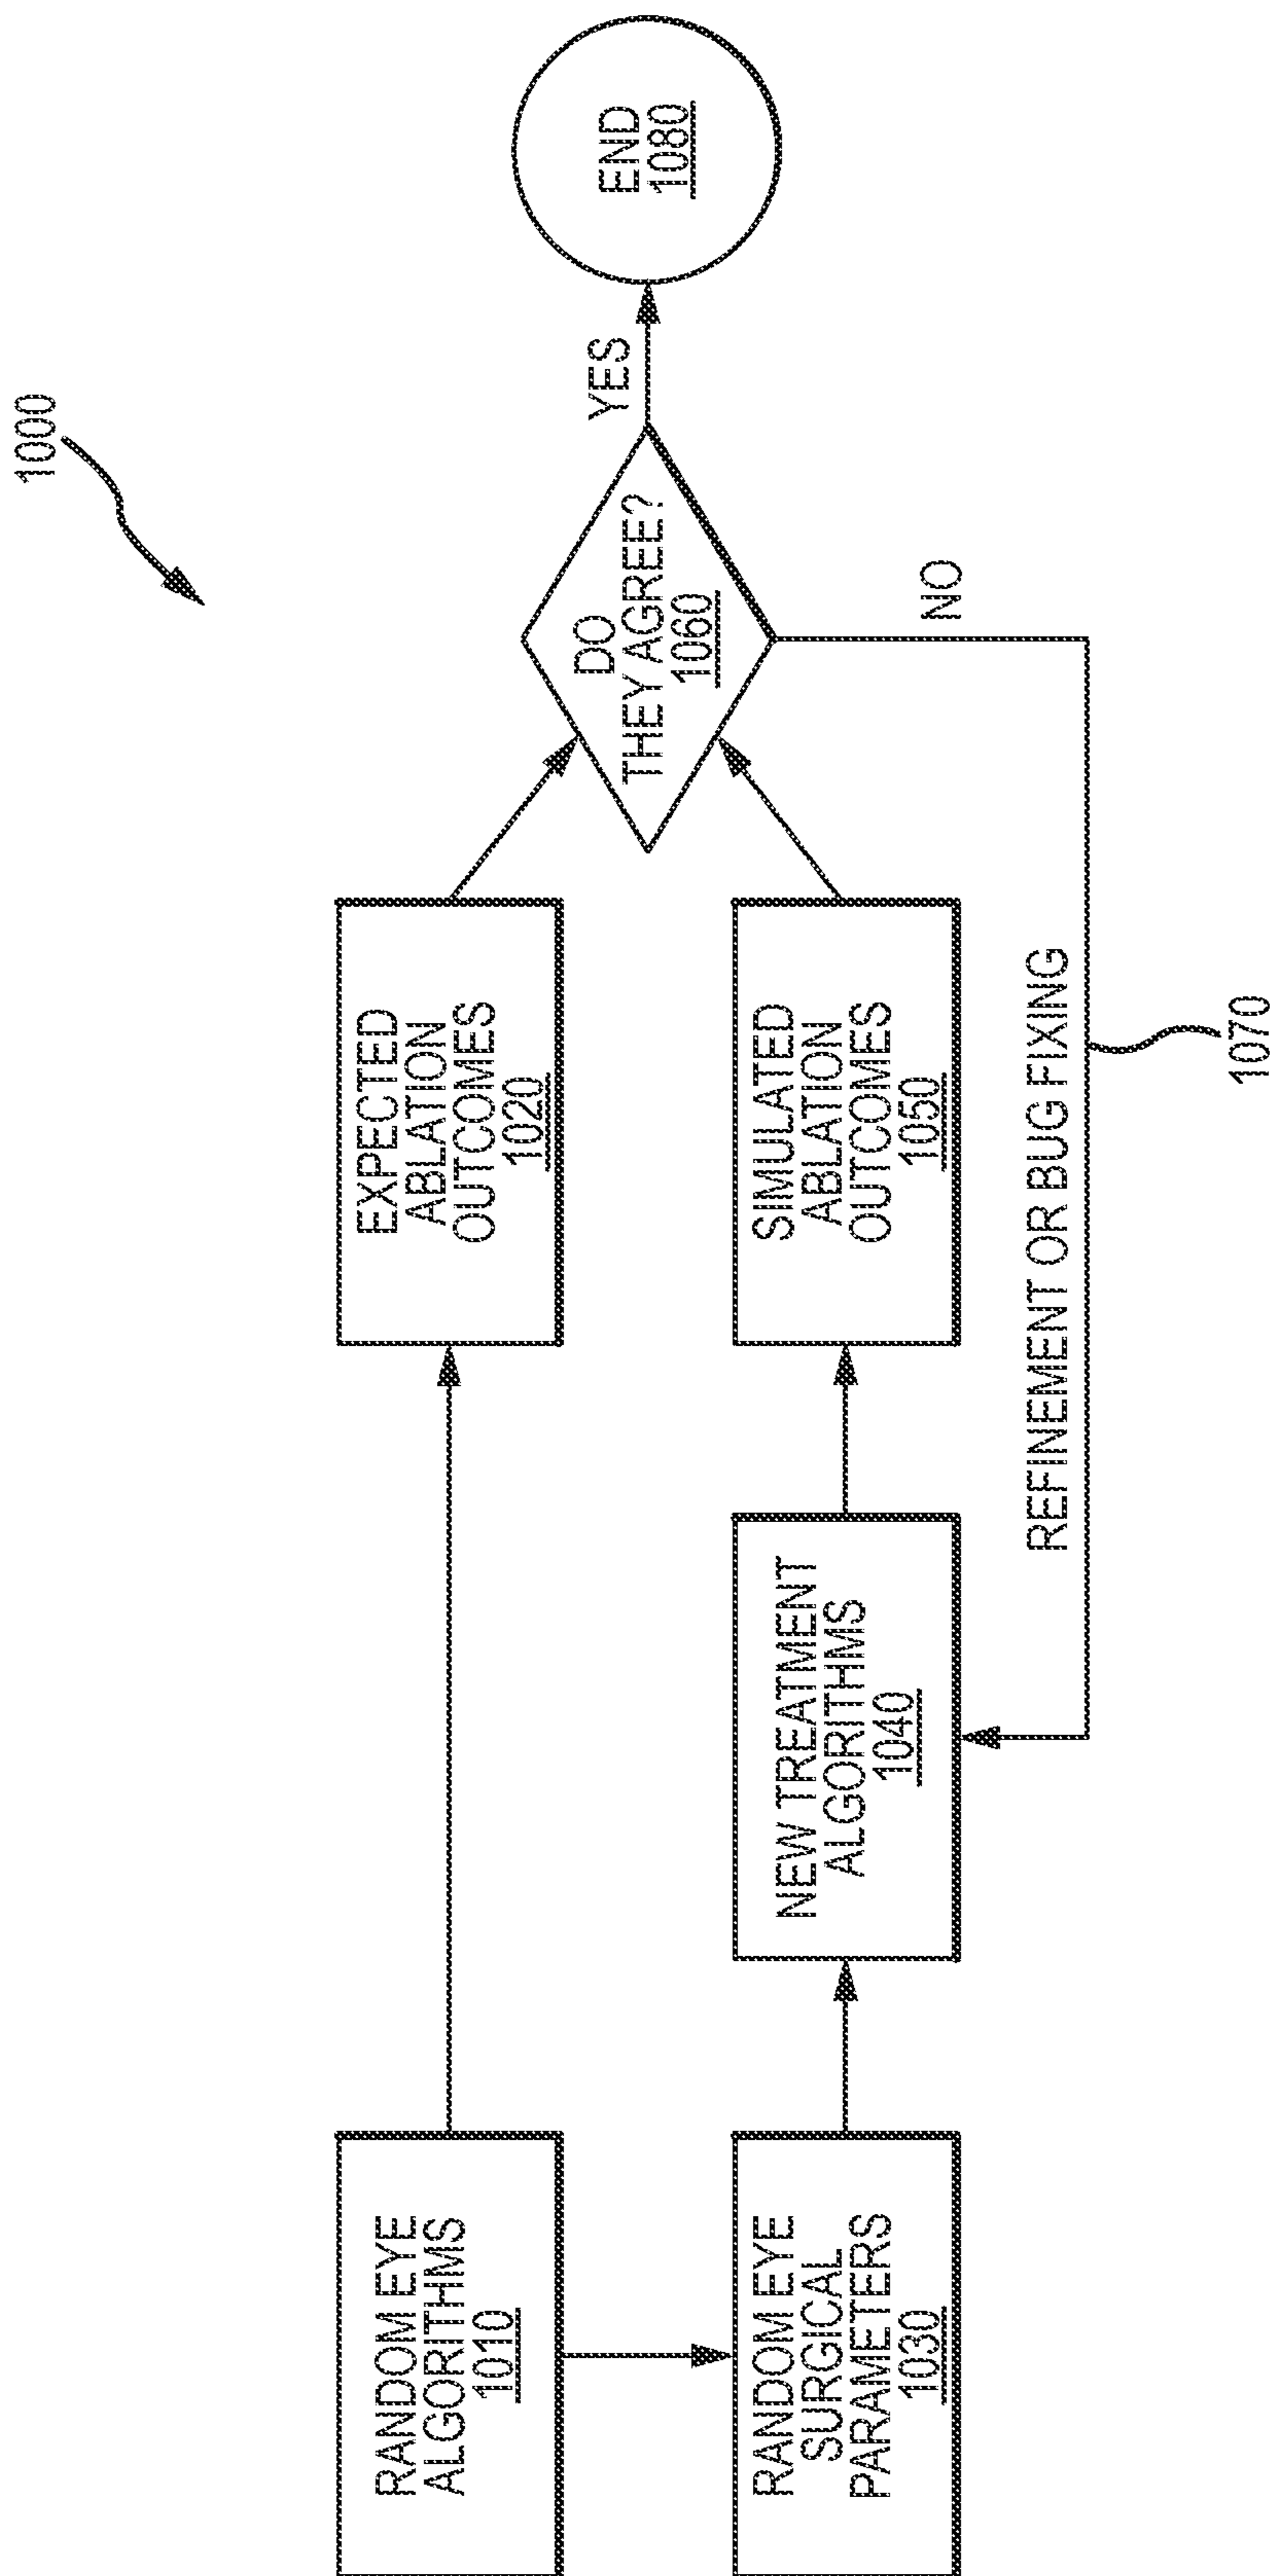 1000
RANDOM EYE
ALGORITHMS
1010
EXPECTED
ABLATION
OUTCOMES
1020
RANDOM EYE
SURGICAL
PARAMETERS
1030
NEW TREATMENT
ALGORITHMS
1040
SIMULATED
ABLATION
OUTCOMES
1050
DO
THEY AGREE?
1060
YES
END
1080
NO
REFINEMENT OR BUG FIXING
1070